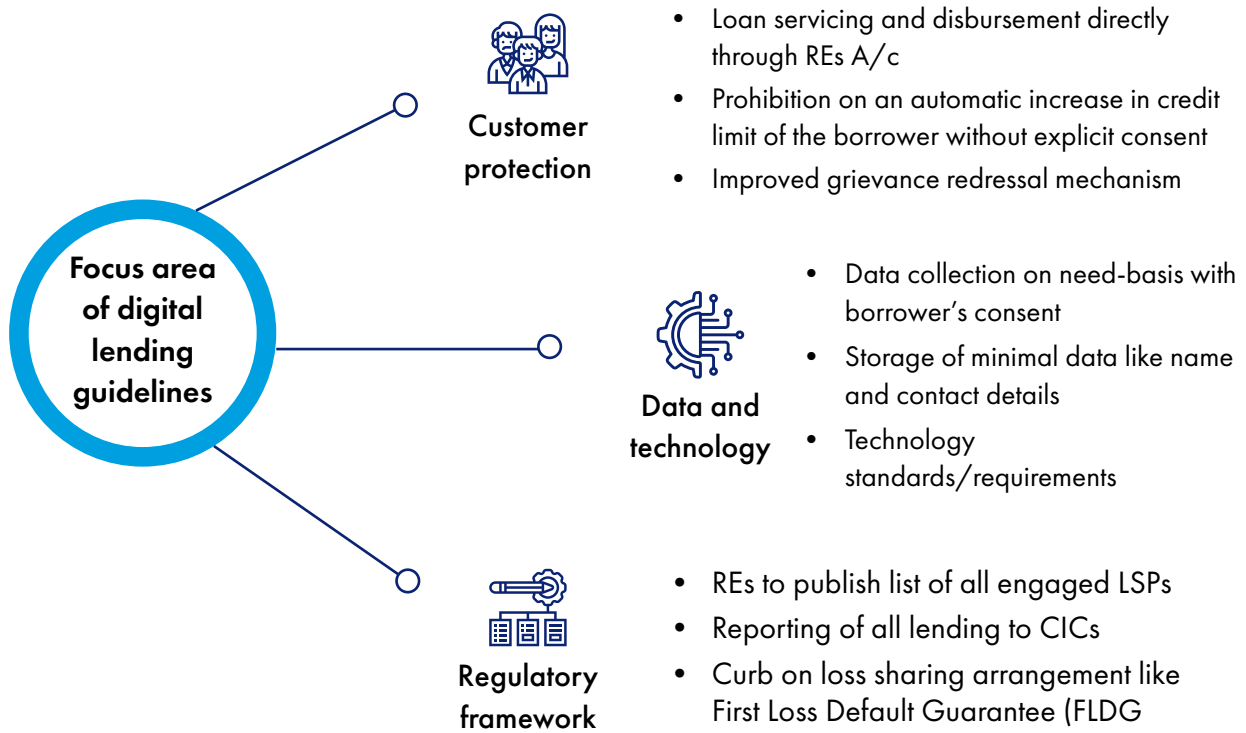 Focus area
of digital
lending
guidelines
Customer
protection
• Loan servicing and disbursement directly
through REs A/c
• Prohibition on an automatic increase in credit
limit of the borrower without explicit consent
• Improved grievance redressal mechanism
Data and
technology
• Data collection on need-basis with
borrower’s consent
• Storage of minimal data like name
and contact details
• Technology
standards/requirements
Regulatory
framework
• REs to publish list of all engaged LSPs
• Reporting of all lending to CICs
• Curb on loss sharing arrangement like
First Loss Default Guarantee (FLDG